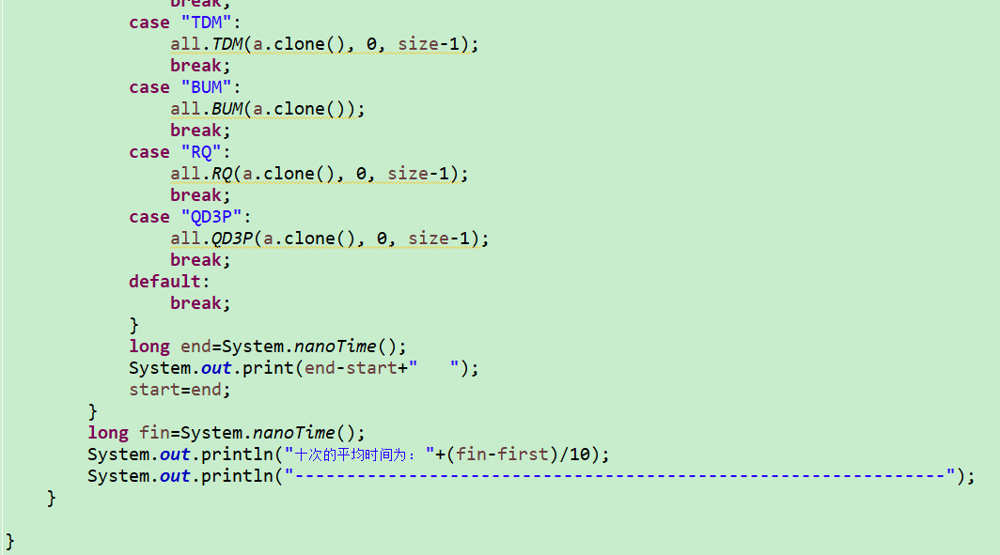 break;
case "TDM":
all.TDM(a.clone(), 0, size-1);
break;
case "BUM":
all.BUM(a.clone());
break;
case "RQ":
all.RQ(a.clone(), 0, size-1);
break;
case "QD3P":
all.QD3P(a.clone(), 0, size-1);
break;
default:
break;
}
long end=System.nanoTime();
System.out.print(end-start+"   ");
start=end;
}
long fin=System.nanoTime();
System.out.println("十次的平均时间为："+(fin-first)/10);
System.out.println("---------------------------------------------------------------");
}
}